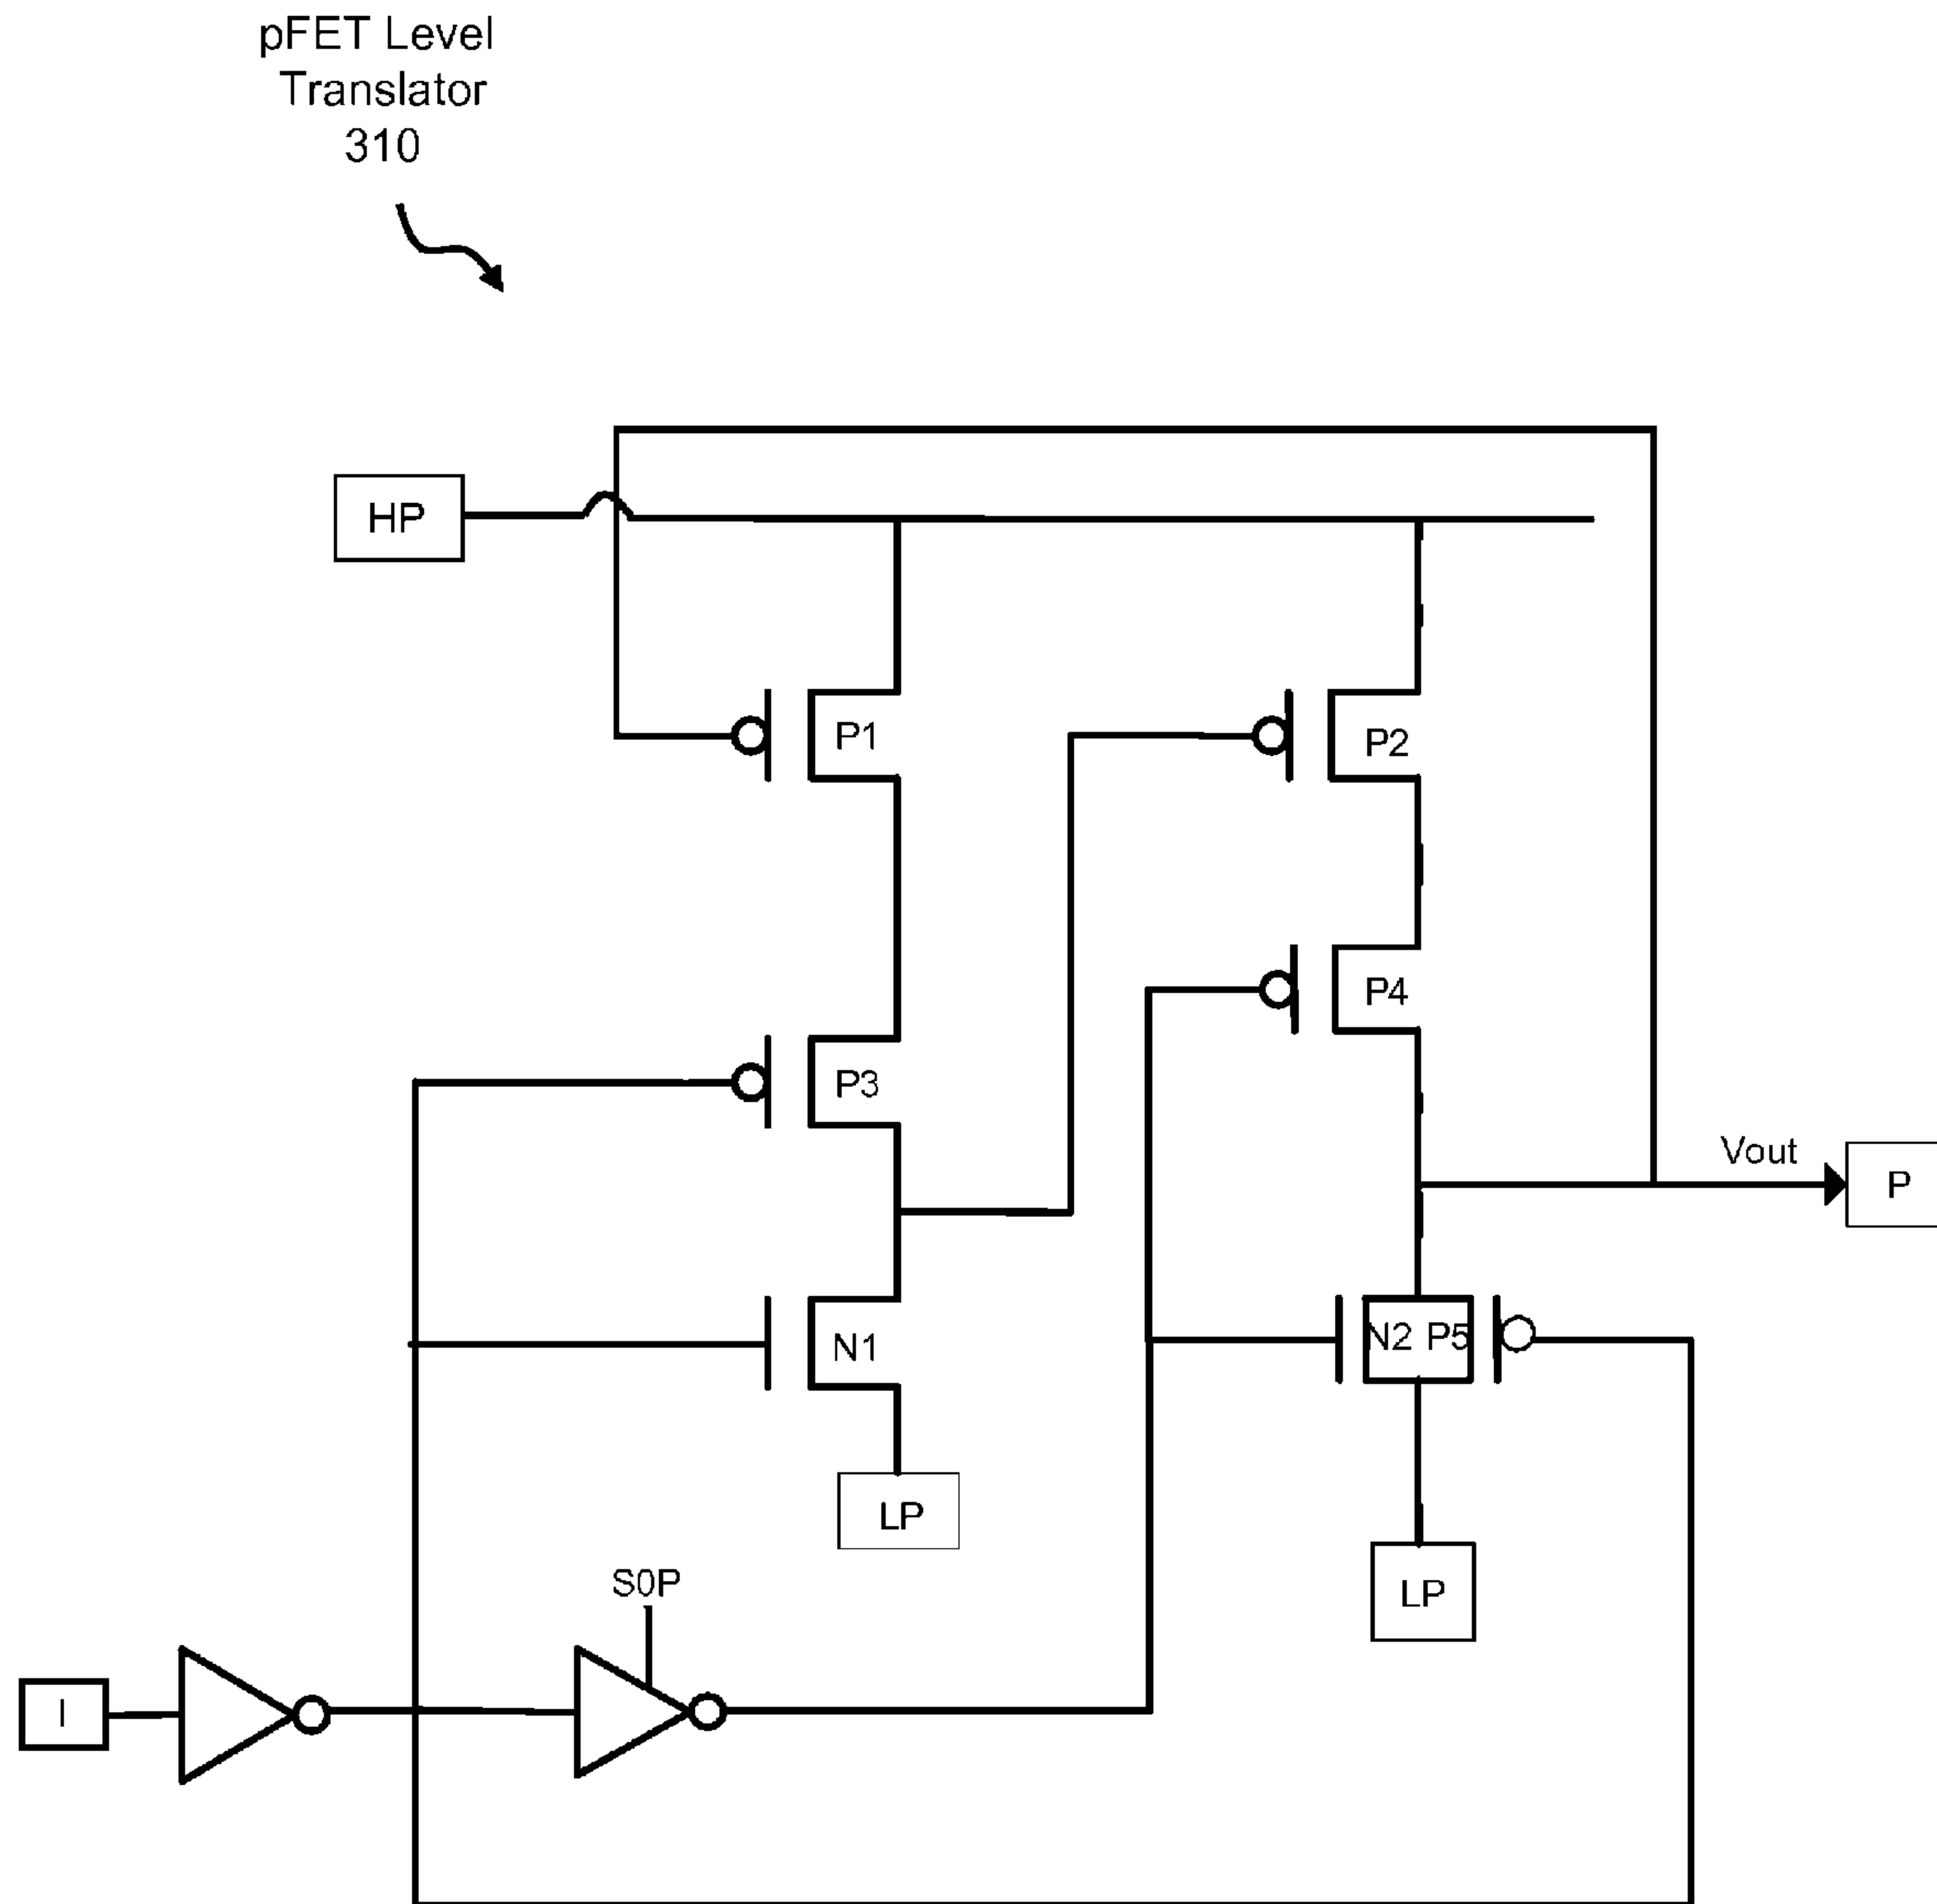 pFET Level
Translator
310
HP
P1
P2
P4
P3
Vout
P
N1
N2 P5
LP
S0P
LP
I